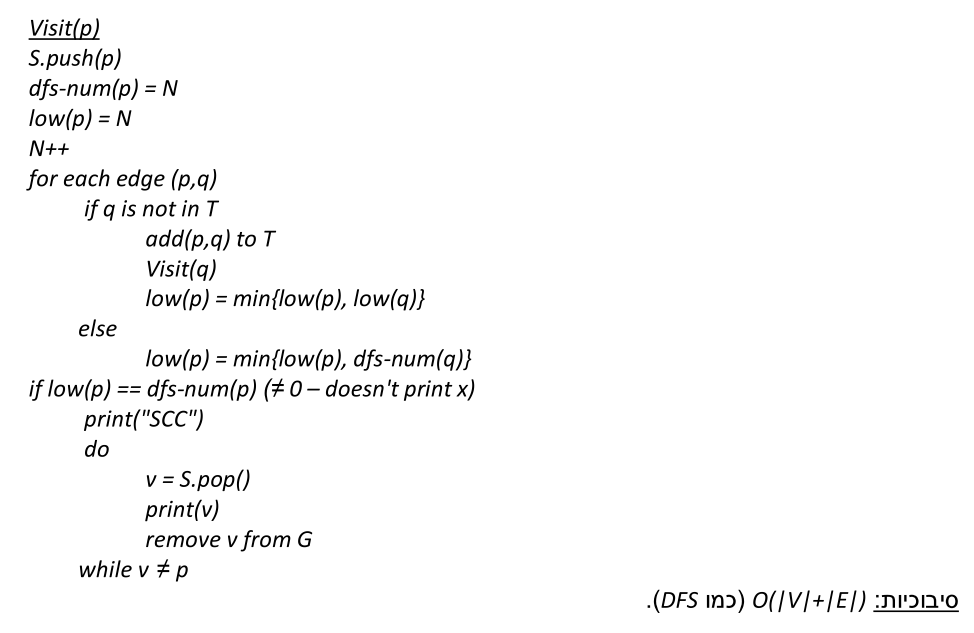 Visit(p)
S.push(p)
dfs-num(p) = N
low(p) = N
N++
for each edge (p,q)
if q is not in T
add(p,q) to T
Visit(q)
low(p) = min{low(p), low(q)}
else
low(p) = min{low(p), dfs-num(q)}
if low(p) == dfs-num(p) (≠ 0 – doesn't print x)
print("SCC")
do
v = S.pop()
print(v)
remove v from G
while v ≠ p
סיבוכיות: O(|V|+|E|) (כמו DFS).